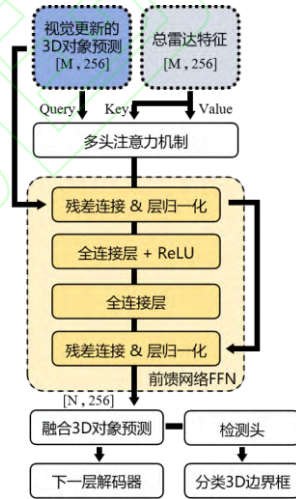 视觉更新的
3D对象预测
[M , 256]
总雷达特征
[M , 256]
Query
Key
Value
多头注意力机制
残差连接 & 层归一化
全连接层 + ReLU
全连接层
残差连接 & 层归一化
前馈网络FFN
[N , 256]
融合3D对象预测
检测头
下一层解码器
分类3D边界框